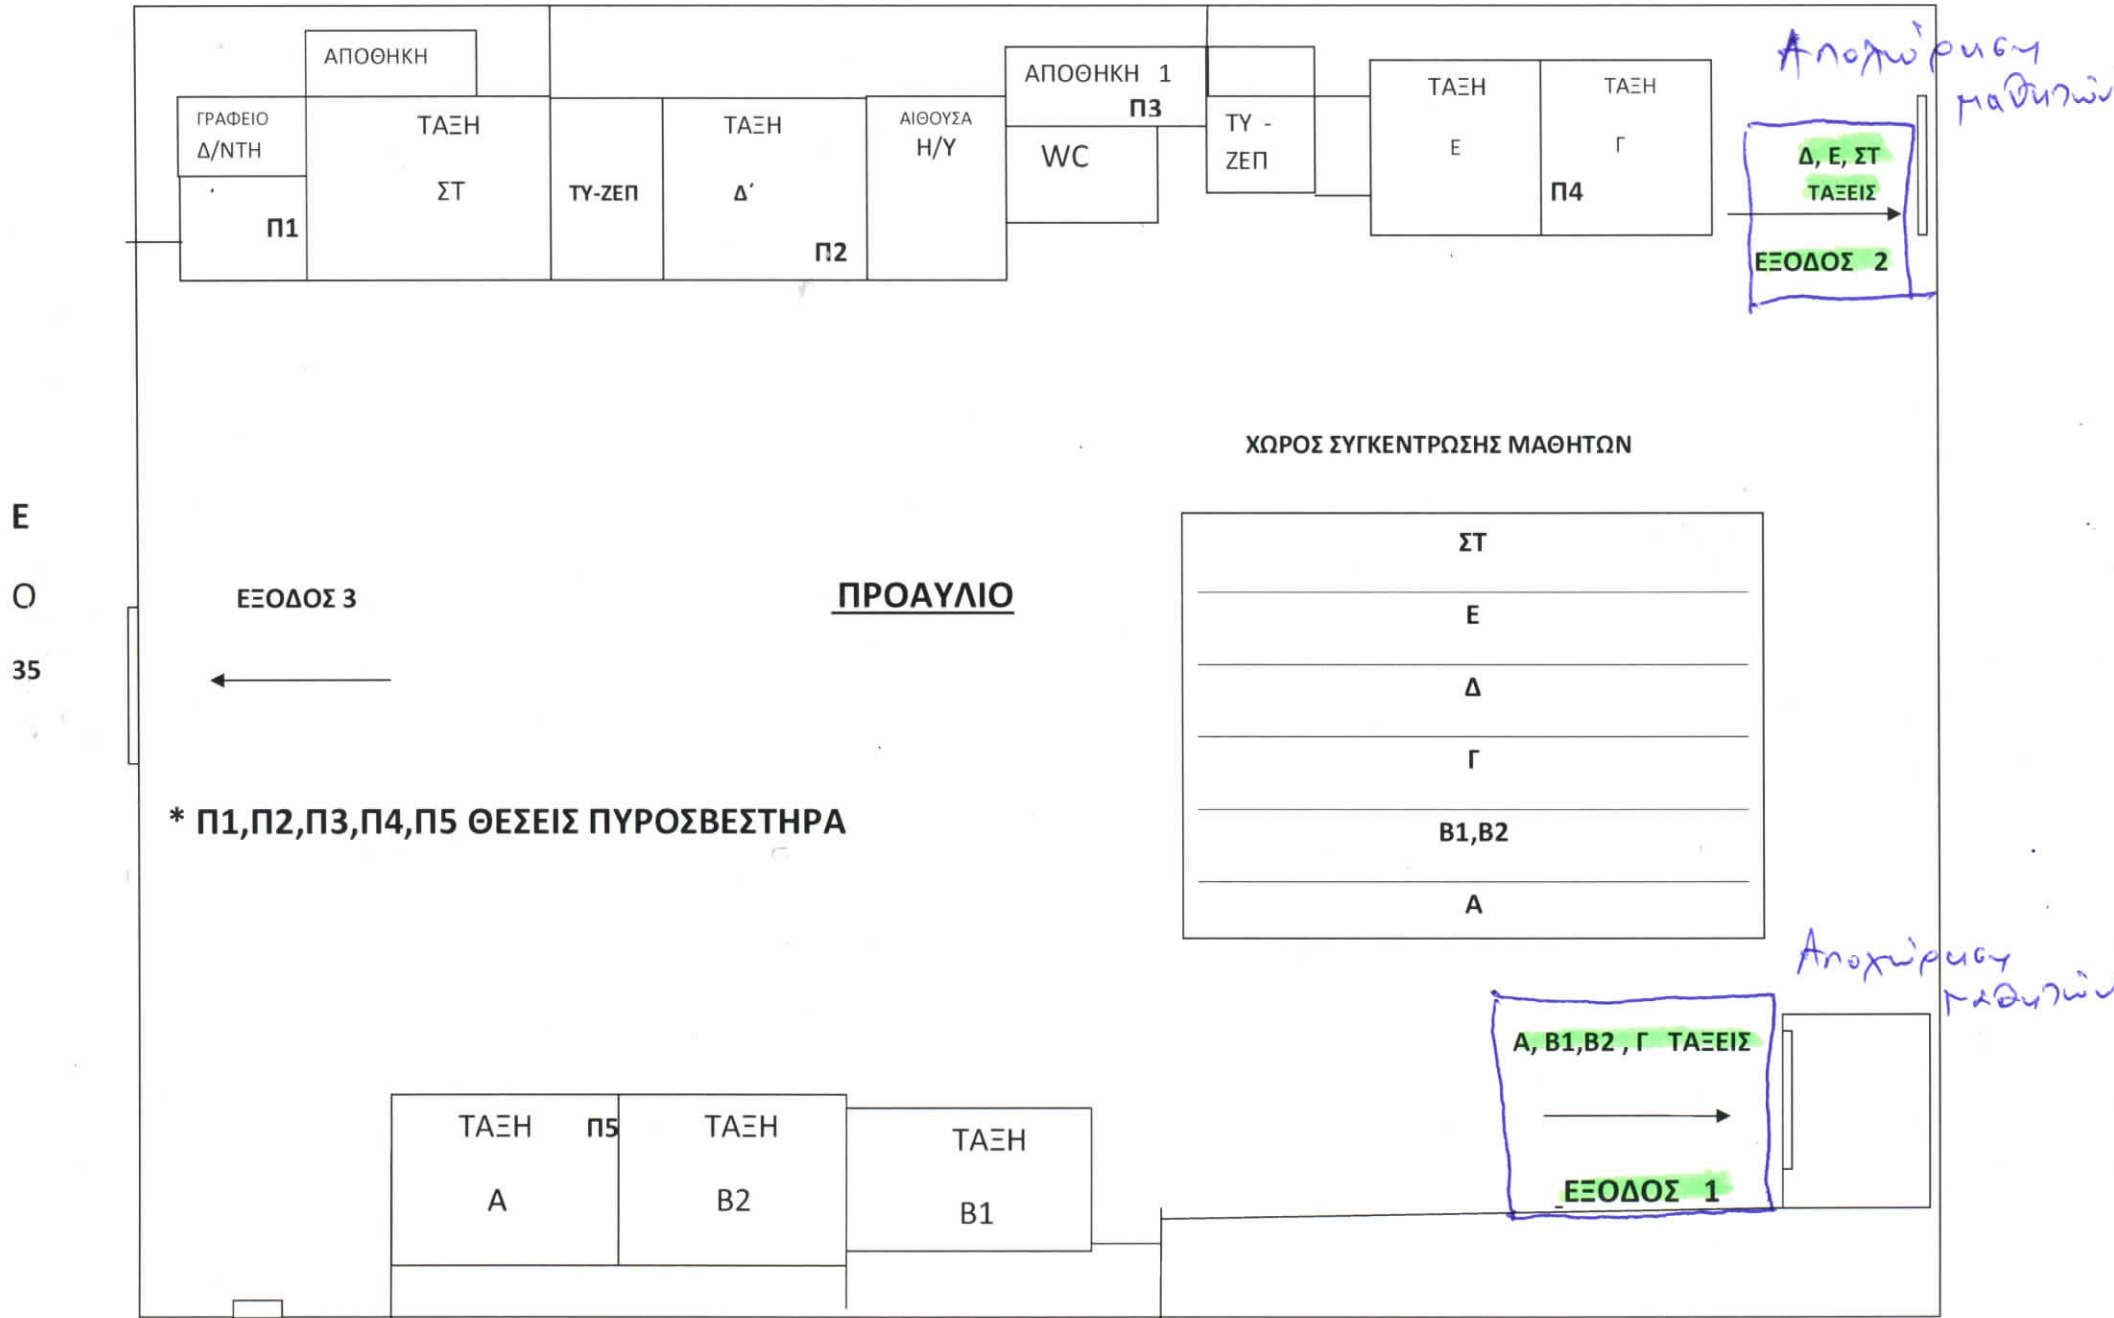 ΑΠΟΘΗΚΗ
ΓΡΑΦΕΙΟ
Δ/ΝΤΗ
Π1
ΤΑΞΗ
ΣΤ
ΤΥ-ΖΕΠ
ΤΑΞΗ
Δ΄
Π2
ΑΙΘΟΥΣΑ
Η/Υ
ΑΠΟΘΗΚΗ 1
Π3
WC
ΤΥ -
ΖΕΠ
ΤΑΞΗ
Ε
ΤΑΞΗ
Γ
Π4
Αποχώρηση
μαθητών
Δ, Ε, ΣΤ
ΤΑΞΕΙΣ
ΕΞΟΔΟΣ 2
ΧΩΡΟΣ ΣΥΓΚΕΝΤΡΩΣΗΣ ΜΑΘΗΤΩΝ
Ε
Ο
35
ΕΞΟΔΟΣ 3
ΠΡΟΑΥΛΙΟ
ΣΤ
Ε
Δ
Γ
Β1,Β2
Α
* Π1,Π2,Π3,Π4,Π5 ΘΕΣΕΙΣ ΠΥΡΟΣΒΕΣΤΗΡΑ
Αποχώρηση
μαθητών
Α, Β1,Β2 , Γ ΤΑΞΕΙΣ
ΕΞΟΔΟΣ 1
ΤΑΞΗ Π5
Α
ΤΑΞΗ
Β2
ΤΑΞΗ
Β1